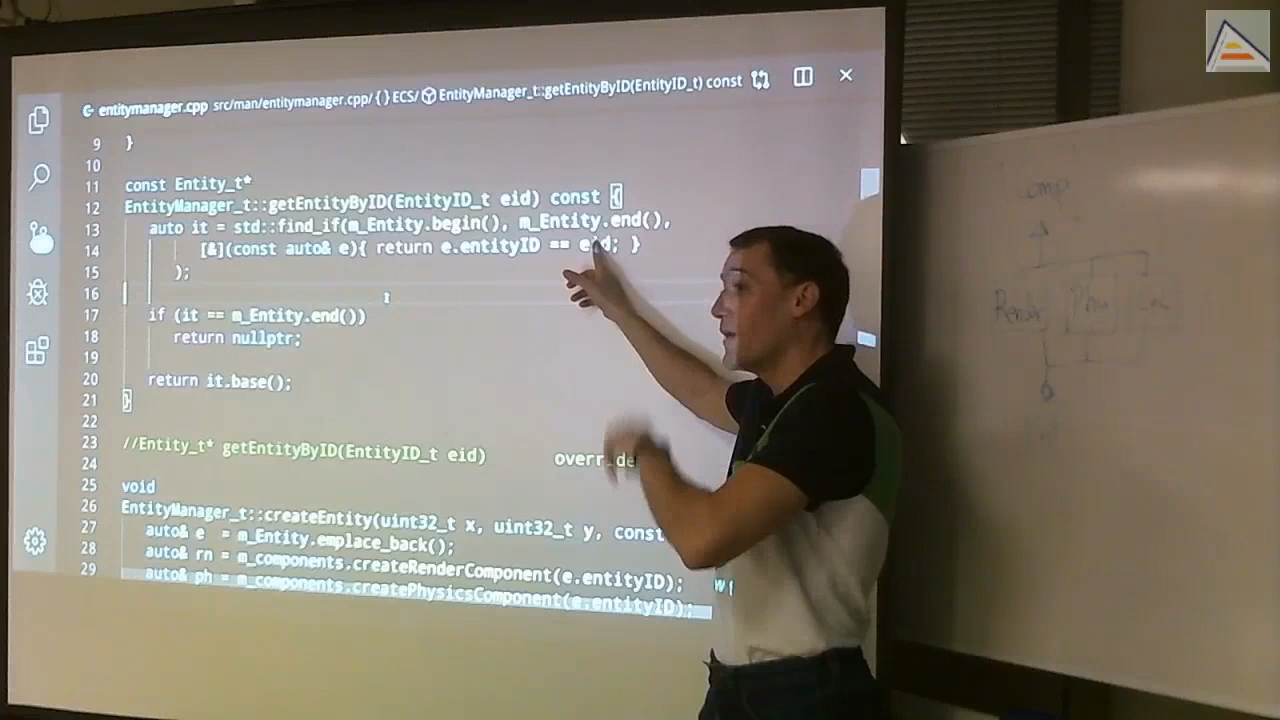 entitymanager.cpp src/man/entitymanager.cpp/ { } ECS/ EntityManager_t::getEntityByID(EntityID_t) const
9 }
10
11 const Entity_t*
12 EntityManager_t::getEntityByID(EntityID_t eid) const {
13 auto it = std::find_if(m_Entity.begin(), m_Entity.end(),
14 [&](const auto& e){ return e.entityID == eid; }
15 );
16
17 if (it == m_Entity.end())
18 return nullptr;
19
20 return it.base();
21 }
22
23 //Entity_t* getEntityByID(EntityID_t eid) override
24
25 void
26 EntityManager_t::createEntity(uint32_t x, uint32_t y, const
27 auto& e = m_Entity.emplace_back();
28 auto& rn = m_components.createRenderComponent(e.entityID);
29 auto& ph = m_components.createPhysicsComponent(e.entityID);